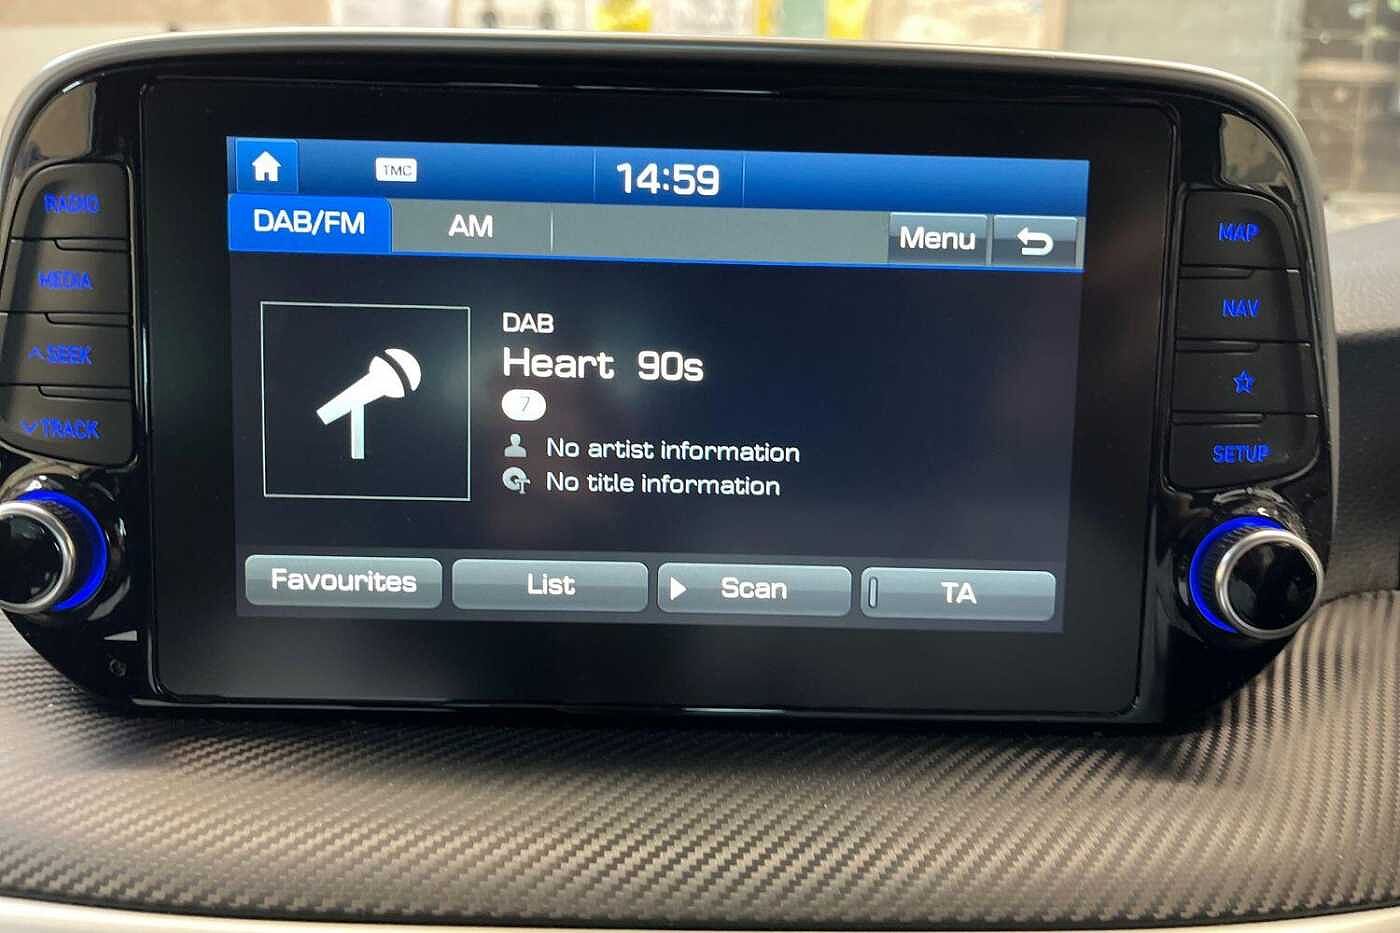 TMC
14:59
DAB/FM
AM
Menu
DAB
Heart 90s
7
No artist information
No title information
Favourites
List
Scan
TA
RADIO
MEDIA
SEEK
TRACK
MAP
NAV
SETUP